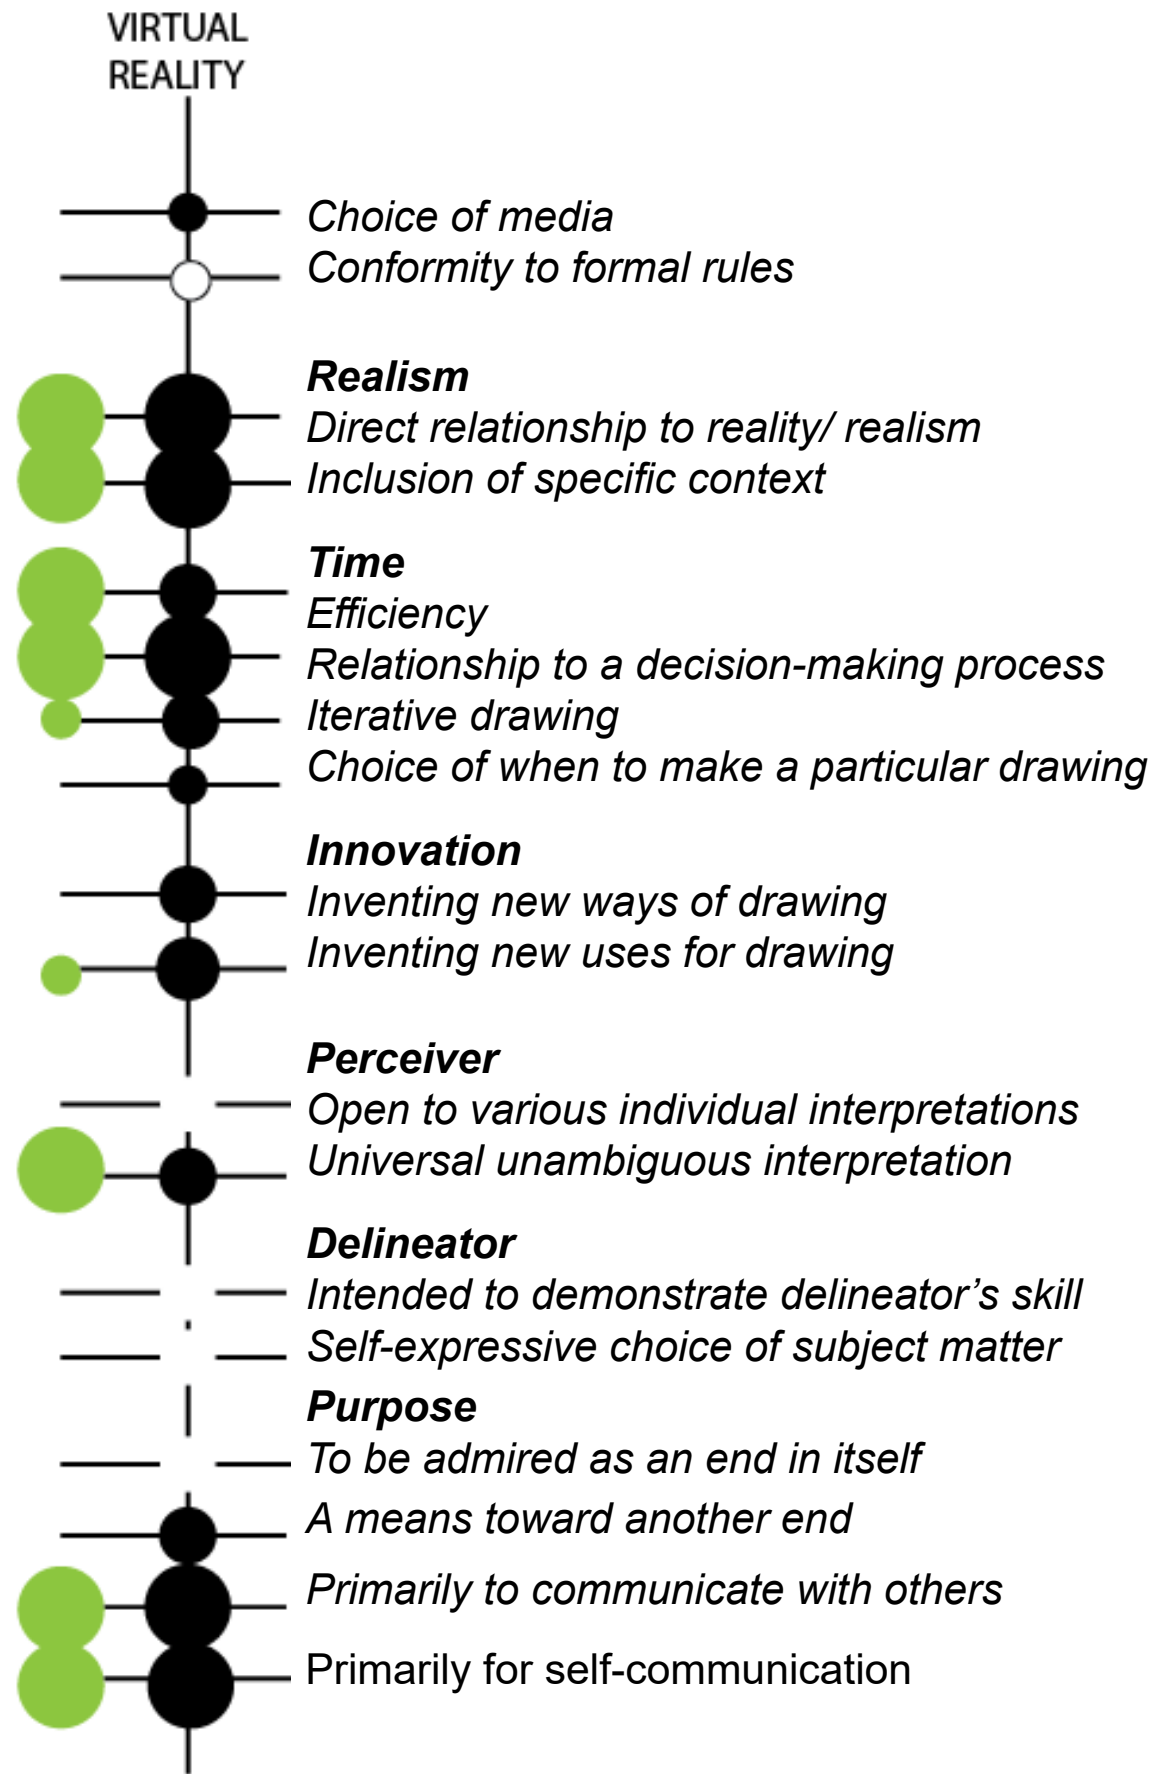 VIRTUAL
REALITY
Choice of media
Conformity to formal rules
Realism
Direct relationship to reality/ realism
Inclusion of specific context
Time
Efficiency
Relationship to a decision-making process
Iterative drawing
Choice of when to make a particular drawing
Innovation
Inventing new ways of drawing
Inventing new uses for drawing
Perceiver
Open to various individual interpretations
Universal unambiguous interpretation
Delineator
Intended to demonstrate delineator’s skill
Self-expressive choice of subject matter
Purpose
To be admired as an end in itself
A means toward another end
Primarily to communicate with others
Primarily for self-communication